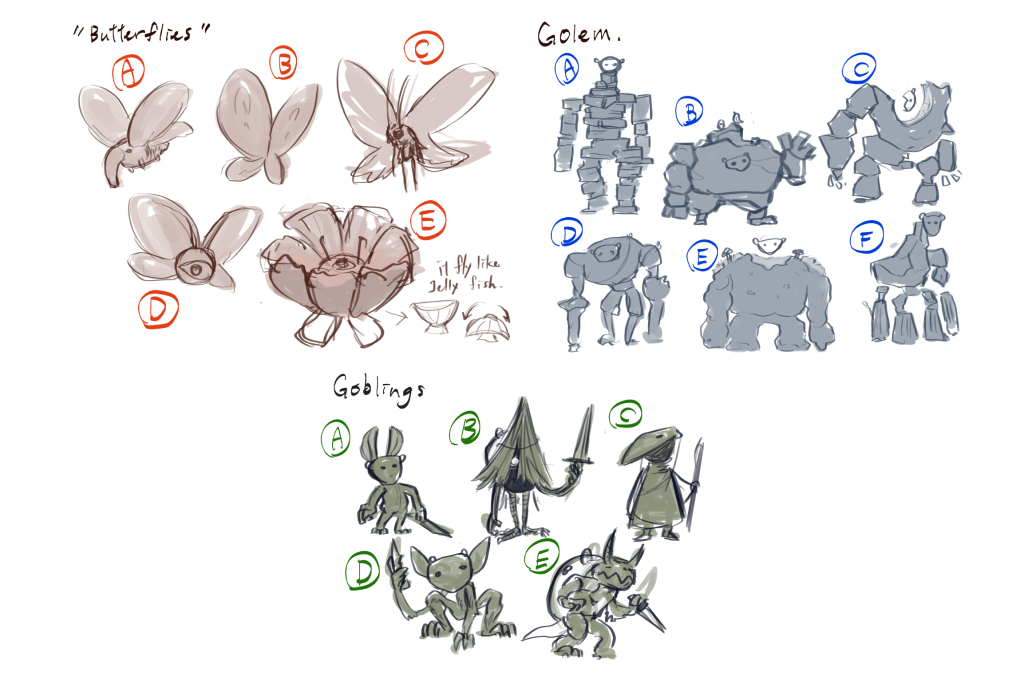 "Butterflies"
A
B
C
D
E
it fly like
Jelly fish.
Golem.
A
B
C
D
E
F
Goblings
A
B
C
D
E